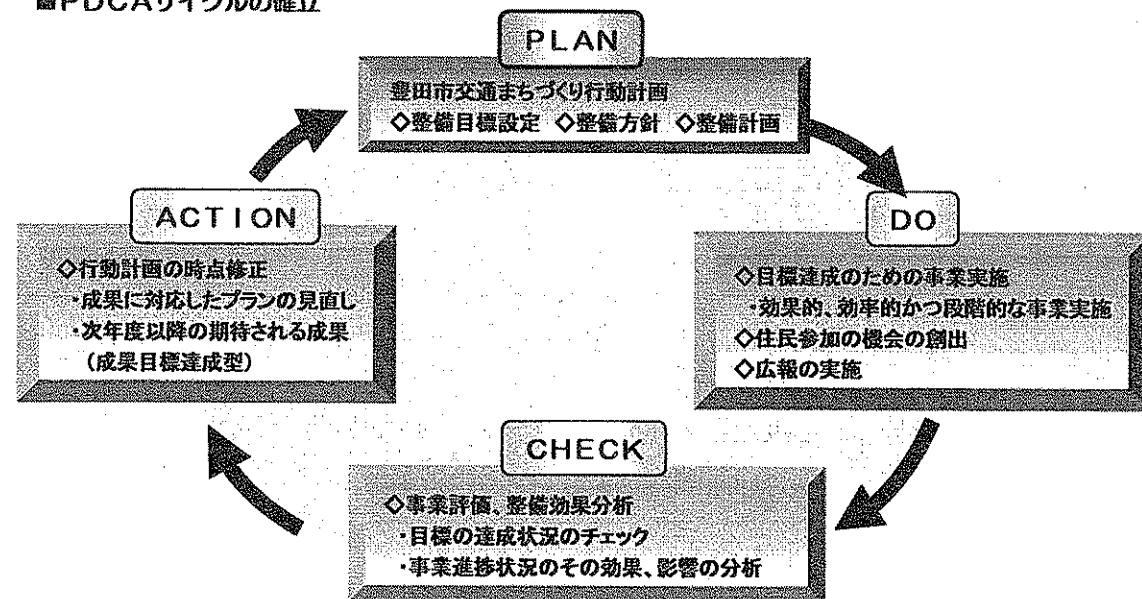 ■PDCAサイクルの確立
PLAN
豊田市交通まちづくり行動計画
◇整備目標設定 ◇整備方針 ◇整備計画
DO
◇目標達成のための事業実施
・効果的、効率的かつ段階的な事業実施
◇住民参加の機会の創出
◇広報の実施
CHECK
◇事業評価、整備効果分析
・目標の達成状況のチェック
・事業進捗状況のその効果、影響の分析
ACTION
◇行動計画の時点修正
・成果に対応したプランの見直し
・次年度以降の期待される成果
(成果目標達成型)